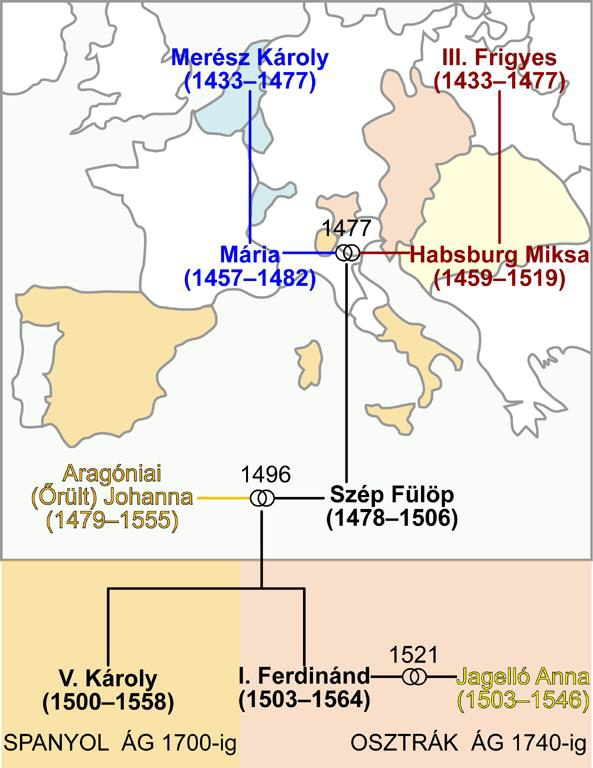 Merész Károly
(1433–1477)
III. Frigyes
(1433–1477)
1477
Mária
(1457–1482)
Habsburg Miksa
(1459–1519)
Aragóniai
(Őrült) Johanna
(1479–1555)
1496
Szép Fülöp
(1478–1506)
V. Károly
(1500–1558)
I. Ferdinánd
(1503–1564)
1521
Jagelló Anna
(1503–1546)
SPANYOL ÁG 1700-ig
OSZTRÁK ÁG 1740-ig